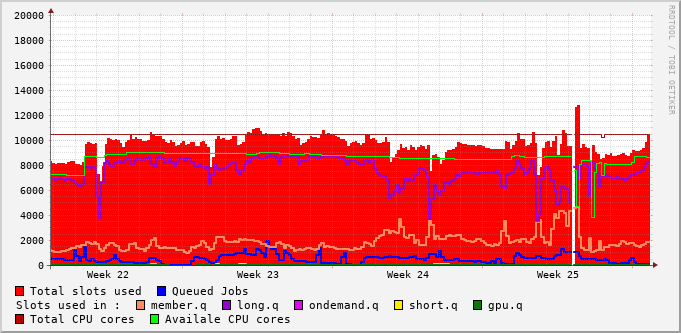 20000
18000
16000
14000
12000
10000
8000
6000
4000
2000
0
Week 22 Week 23 Week 24 Week 25
Total slots used Queued Jobs
Slots used in : member.q long.q ondemand.q short.q gpu.q
Total CPU cores Availale CPU cores
RRDTOOL / TOBI OETIKER